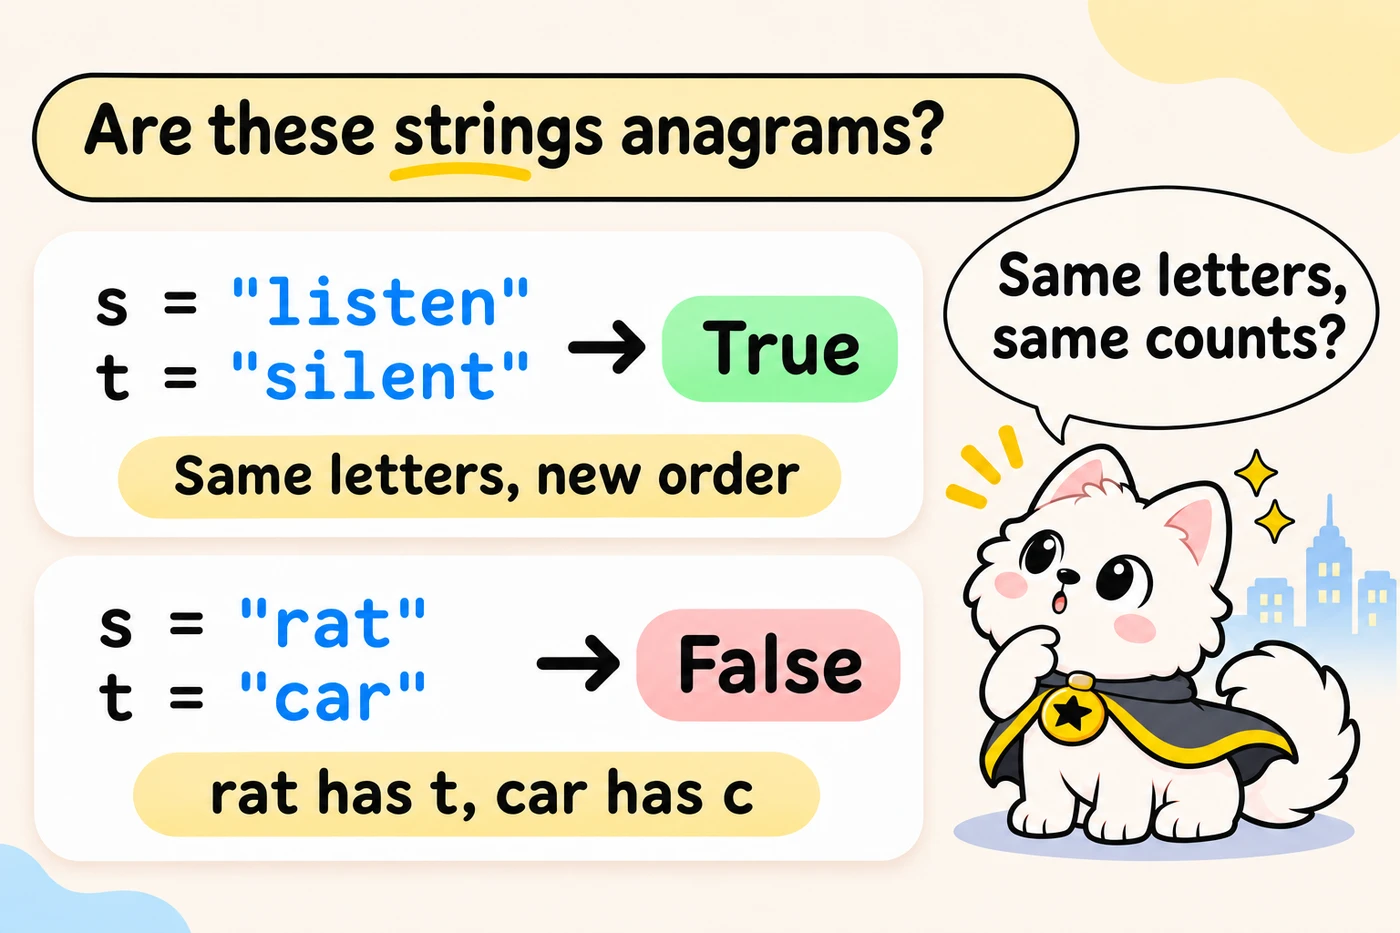 Are these strings anagrams?
s = "listen"
t = "silent"
→ True
Same letters, new order
s = "rat"
t = "car"
→ False
rat has t, car has c
Same letters,
same counts?